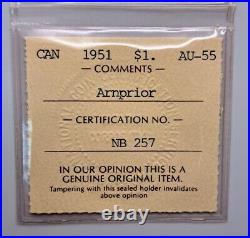 CAN 1951 $1. AU-55
— COMMENTS —
Arnprior
— CERTIFICATION NO. —
NB 257
IN OUR OPINION THIS IS A
GENUINE ORIGINAL ITEM.
Tampering with this sealed holder invalidates
above opinion